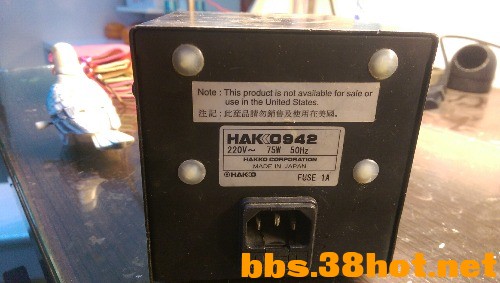 Note : This product is not available for sale or
use in the United States.
注記 : 此產品請勿銷售及使用在美國。
HAKKO942
220V~ 75W 50Hz
HAKKO CORPORATION
MADE IN JAPAN
HAKKO FUSE 1A
bbs.38hot.net